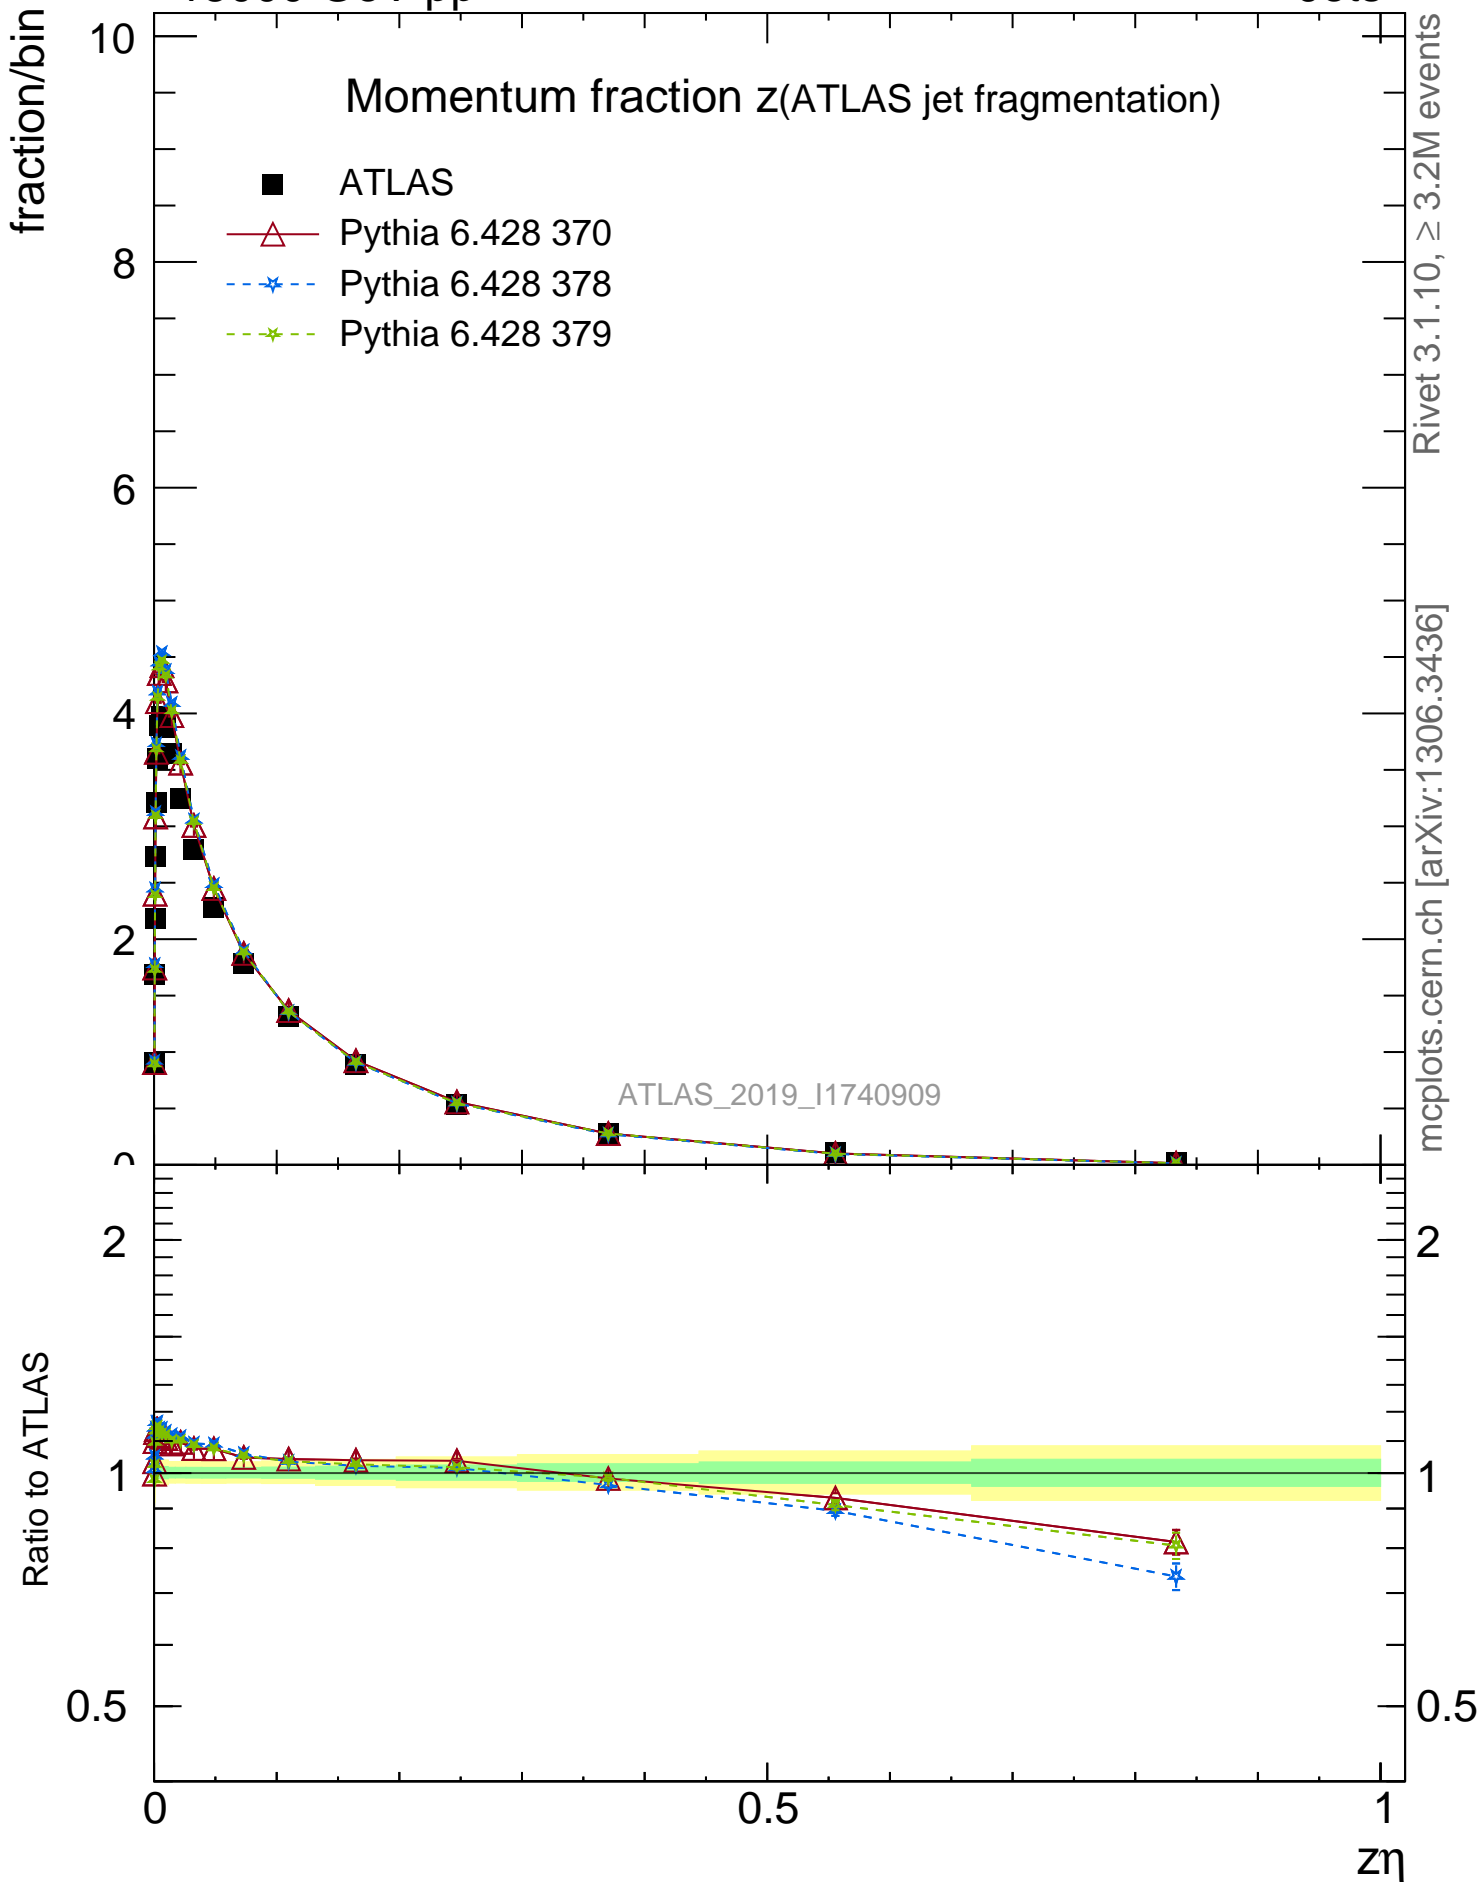 fraction/bin
Momentum fraction z(ATLAS jet fragmentation)
ATLAS
Pythia 6.428 370
Pythia 6.428 378
Pythia 6.428 379
10
8
6
4
2
0
ATLAS_2019_I1740909
Rivet 3.1.10, ≥ 3.2M events
mcplots.cern.ch [arXiv:1306.3436]
Ratio to ATLAS
2
1
0.5
2
1
0.5
0
0.5
1
zη